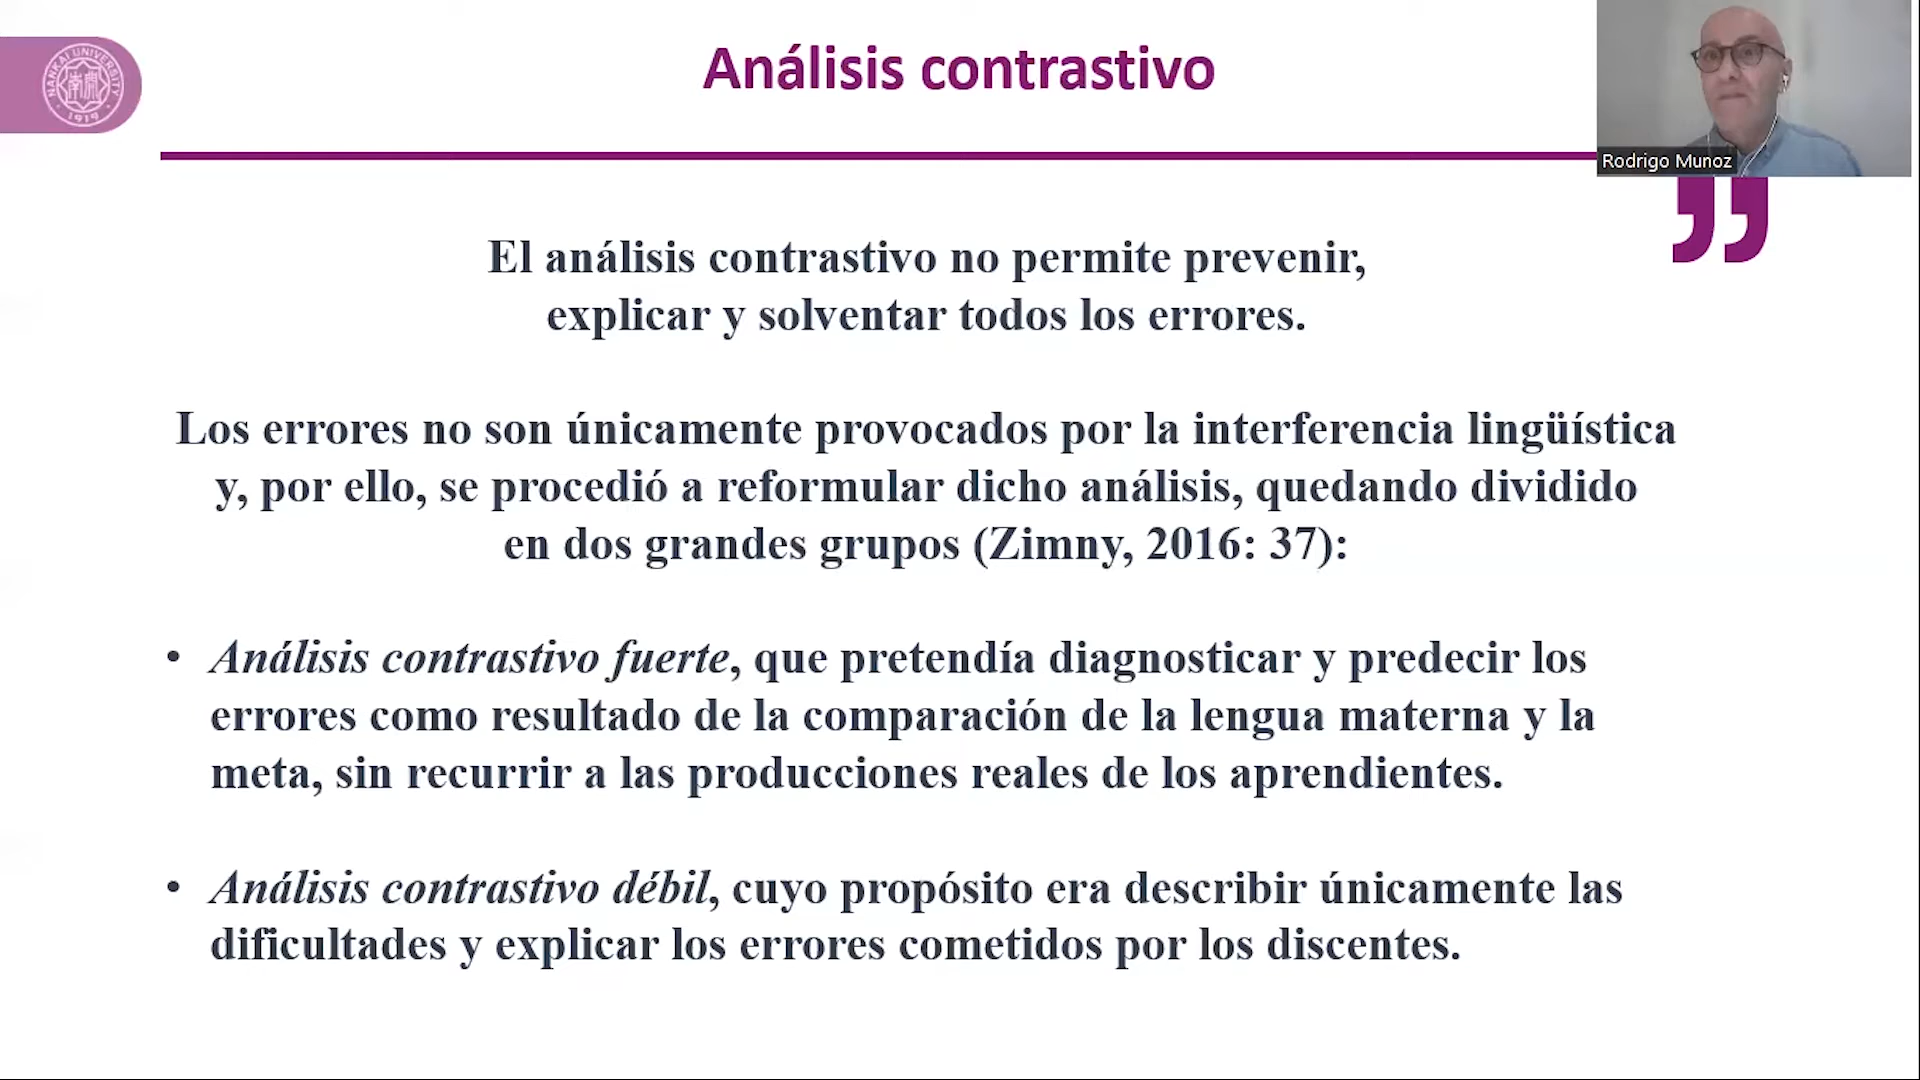 NANKAI UNIVERSITY
1919
Análisis contrastivo
Rodrigo Munoz
El análisis contrastivo no permite prevenir,
explicar y solventar todos los errores.
Los errores no son únicamente provocados por la interferencia lingüística
y, por ello, se procedió a reformular dicho análisis, quedando dividido
en dos grandes grupos (Zimny, 2016: 37):
• Análisis contrastivo fuerte, que pretendía diagnosticar y predecir los
errores como resultado de la comparación de la lengua materna y la
meta, sin recurrir a las producciones reales de los aprendientes.
• Análisis contrastivo débil, cuyo propósito era describir únicamente las
dificultades y explicar los errores cometidos por los discentes.